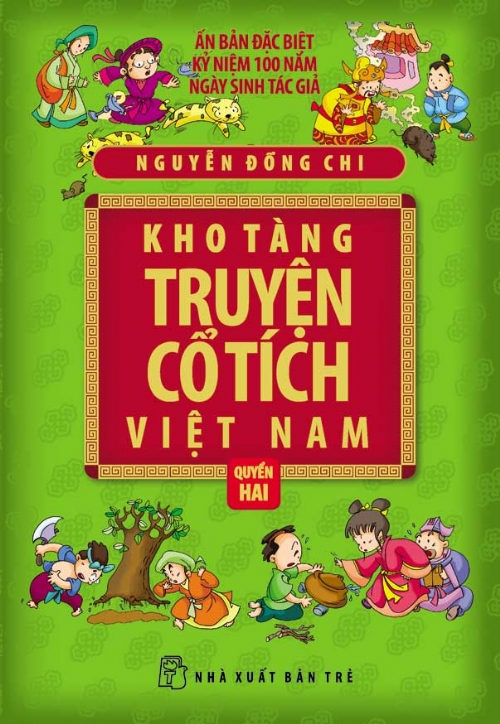 ẤN BẢN ĐẶC BIỆT
KỶ NIỆM 100 NĂM
NGÀY SINH TÁC GIẢ
NGUYỄN ĐỔNG CHI
KHO TÀNG
TRUYỆN
CỔ TÍCH
VIỆT NAM
QUYỂN
HAI
NHÀ XUẤT BẢN TRẺ